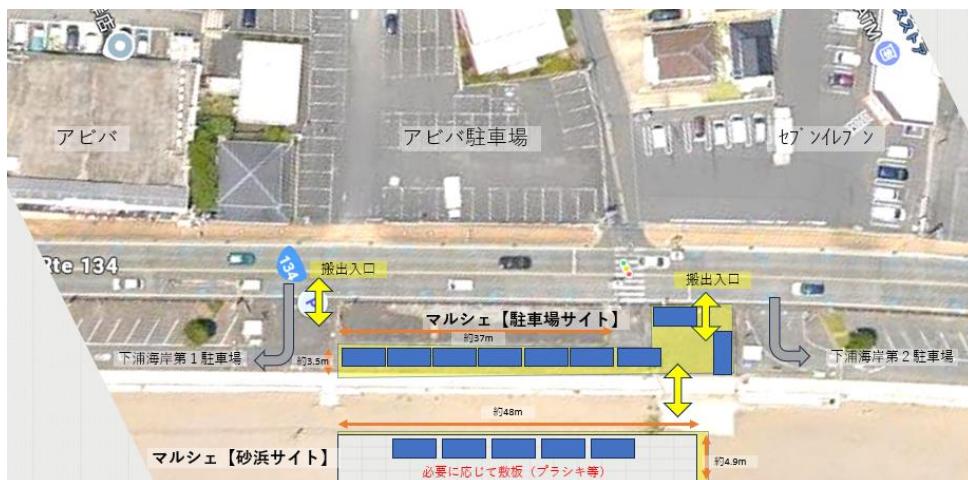 アビバ
アビバ駐車場
ｾﾌﾞﾝｲﾚﾌﾞﾝ
ATM
Rte 134
134
搬出入口
搬出入口
P
マルシェ【駐車場サイト】
約37m
下浦海岸第１駐車場
約3.5m
下浦海岸第２駐車場
約48m
マルシェ【砂浜サイト】
必要に応じて敷板（プラシキ等）
約4.9m